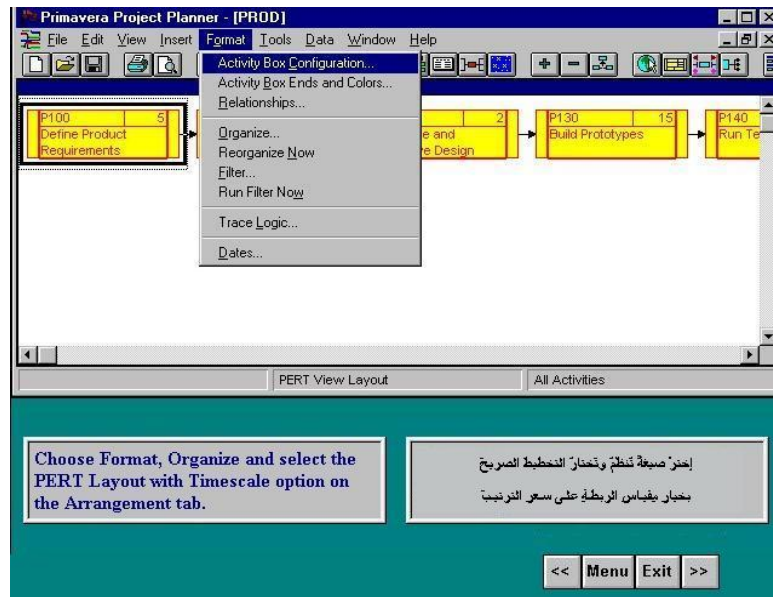 Primavera Project Planner - [PROD]
File Edit View Insert Format Tools Data Window Help
Activity Box Configuration...
Activity Box Ends and Colors...
Relationships...
Organize...
Reorganize Now
Filter...
Run Filter Now
Trace Logic...
Dates...
P100 5
Define Product
Requirements
2
e and
e Design
P130 15
Build Prototypes
P140
Run Te
PERT View Layout All Activities
Choose Format, Organize and select the
PERT Layout with Timescale option on
the Arrangement tab.
إختر صبغة تنظم وتختار التخطيط الصريح
بخيار مقياس الربطة على سعر الترتيب
<< Menu Exit >>